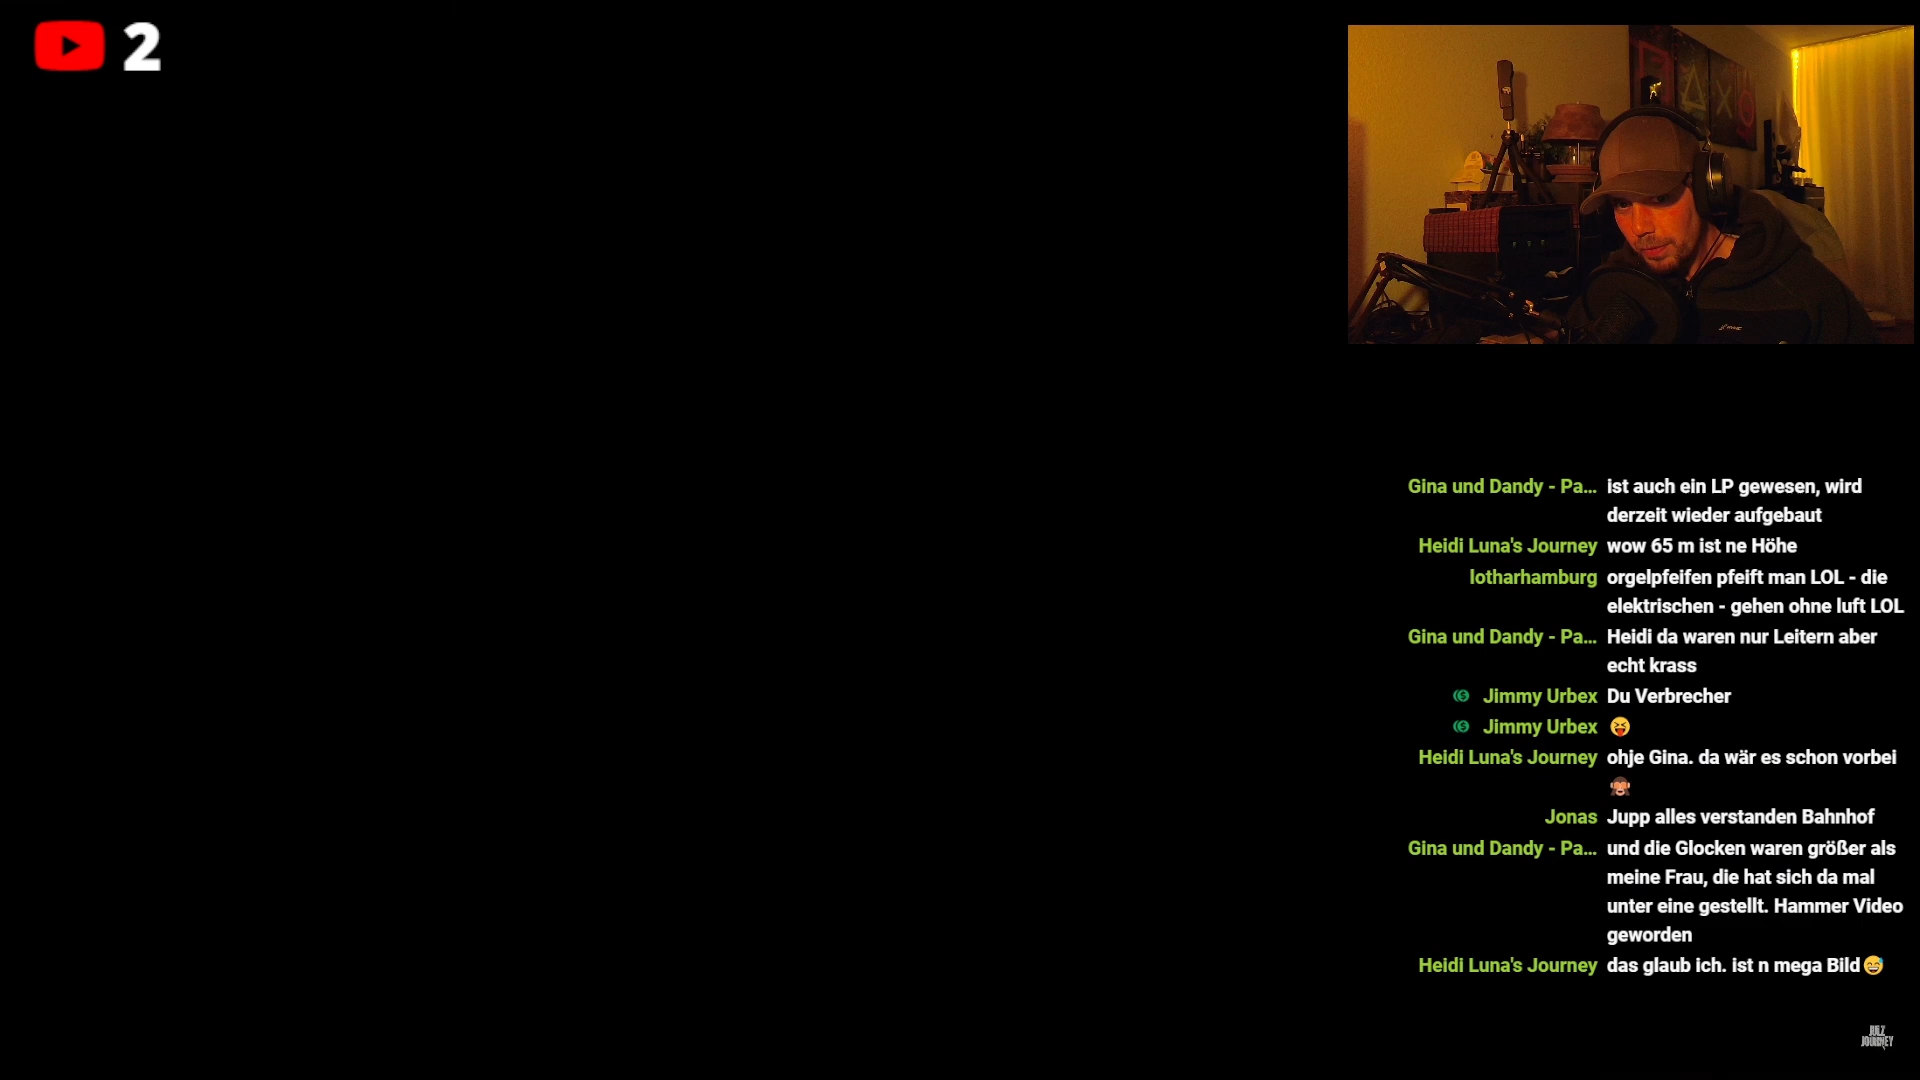 2
Gina und Dandy - Pa... ist auch ein LP gewesen, wird
derzeit wieder aufgebaut
Heidi Luna's Journey wow 65 m ist ne Höhe
lotharhamburg orgelpfeifen pfeift man LOL - die
elektrischen - gehen ohne luft LOL
Gina und Dandy - Pa... Heidi da waren nur Leitern aber
echt krass
Jimmy Urbex Du Verbrecher
Jimmy Urbex 😝
Heidi Luna's Journey ohje Gina. da wär es schon vorbei
🙈
Jonas Jupp alles verstanden Bahnhof
Gina und Dandy - Pa... und die Glocken waren größer als
meine Frau, die hat sich da mal
unter eine gestellt. Hammer Video
geworden
Heidi Luna's Journey das glaub ich. ist n mega Bild😅
JULZ
JOURNEY